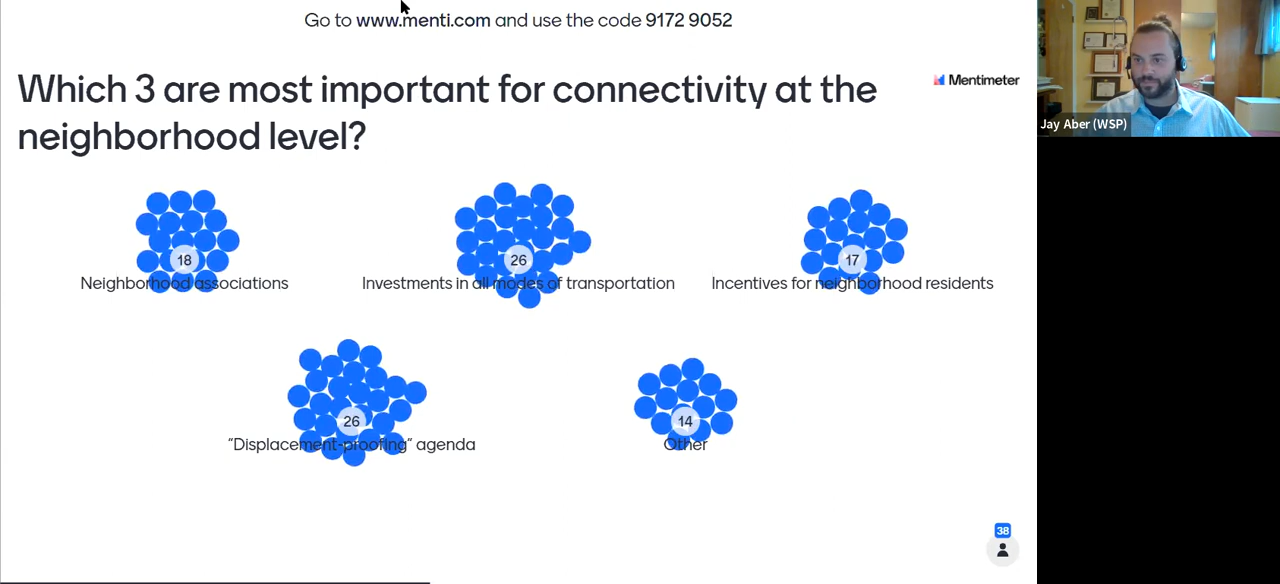 Go to www.menti.com and use the code 9172 9052
Which 3 are most important for connectivity at the
neighborhood level?
Mentimeter
Jay Aber (WSP)
18
Neighborhood associations
26
Investments in all modes of transportation
17
Incentives for neighborhood residents
26
“Displacement-proofing” agenda
14
Other
38